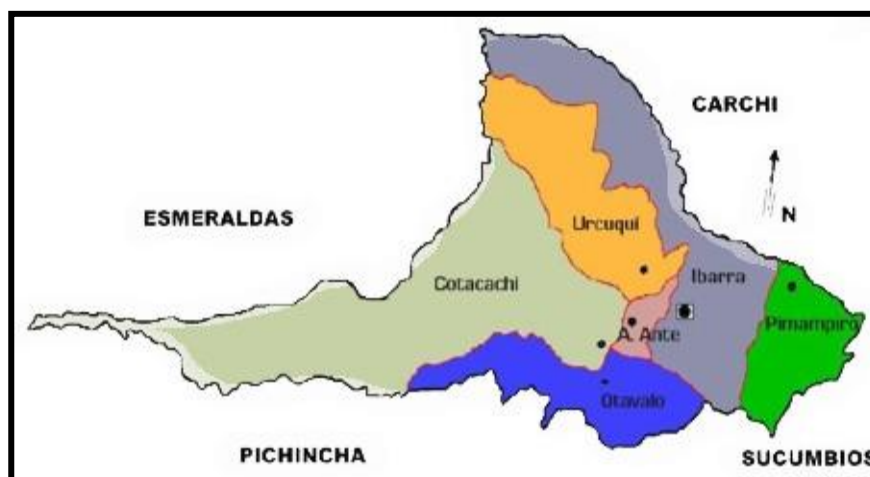 CARCHI
ESMERALDAS
N
Urcuquí
Ibarra
Cotacachi
Pimampiro
A. Ante
Otavalo
PICHINCHA
SUCUMBIOS